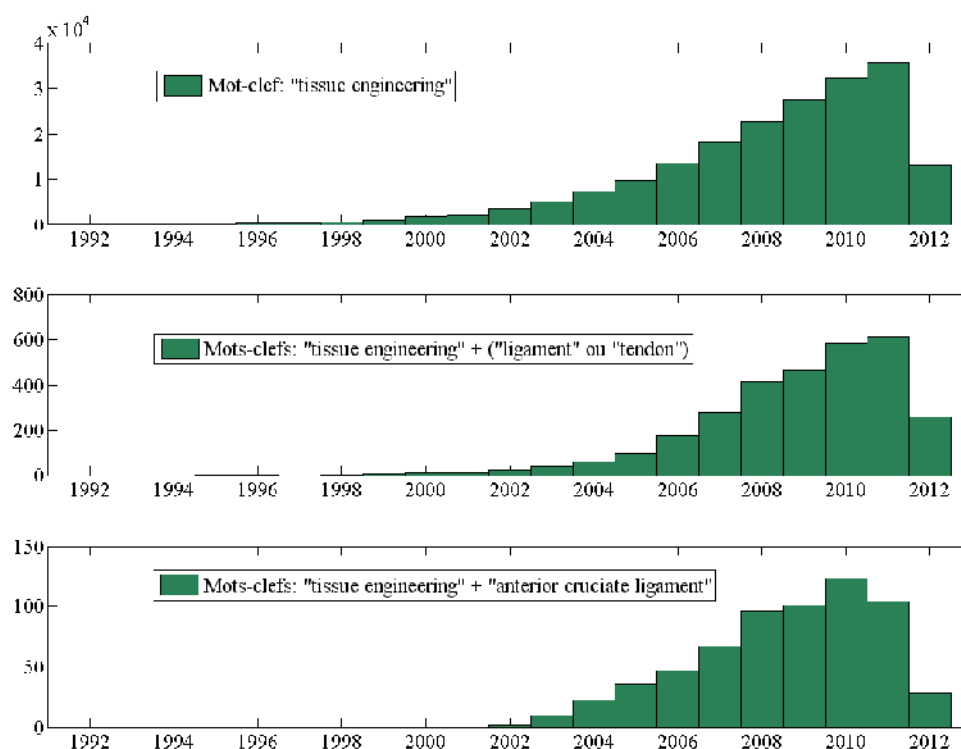 x 10^4
4
3
2
1
0
Mot-clef: "tissue engineering"
1992 1994 1996 1998 2000 2002 2004 2006 2008 2010 2012
800
600
400
200
0
Mots-clefs: "tissue engineering" + ("ligament" ou "tendon")
1992 1994 1996 1998 2000 2002 2004 2006 2008 2010 2012
150
100
50
0
Mots-clefs: "tissue engineering" + "anterior cruciate ligament"
1992 1994 1996 1998 2000 2002 2004 2006 2008 2010 2012